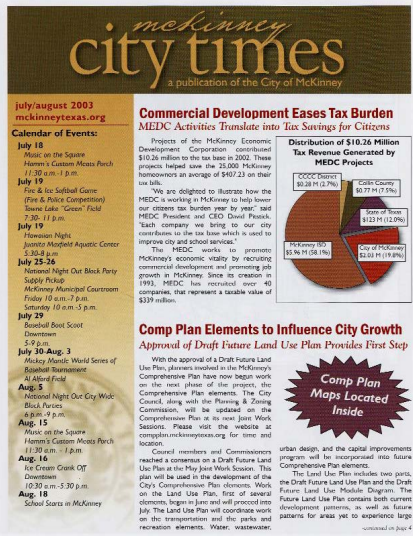 mckinney
city times
a publication of the City of McKinney
july/august 2003
mckinneytexas.org
Calendar of Events:
July 18
Music on the Square
Hamm's Custom Meats Porch
11:30 a.m.-1 p.m.
July 19
Fire & Ice Softball Game
(Fire & Police Competition)
Towne Lake "Green" Field
7:30- 11 p.m.
July 19
Hawaiian Night
Juanita Maxfield Aquatic Center
5:30-8 p.m
July 25-26
National Night Out Block Party
Supply Pickup
McKinney Municipal Courtroom
Friday 10 a.m.-7 p.m.
Saturday 10 a.m.-5 p.m.
July 29
Baseball Boot Scoot
Downtown
5-9 p.m.
July 30-Aug. 3
Mickey Mantle World Series of
Baseball Tournament
Al Alford Field
Aug. 5
National Night Out City Wide
Block Parties
6 p.m.-9 p.m.
Aug. 15
Music on the Square
Hamm's Custom Meats Porch
11:30 a.m. - 1 p.m.
Aug. 16
Ice Cream Crank Off
Downtown
10:30 a.m.-5:30 p.m.
Aug. 18
School Starts in McKinney
Commercial Development Eases Tax Burden
MEDC Activities Translate into Tax Savings for Citizens
Projects of the McKinney Economic
Development Corporation contributed
$10.26 million to the tax base in 2002. These
projects helped save the 25,000 McKinney
homeowners an average of $407.23 on their
tax bills.
"We are delighted to illustrate how the
MEDC is working in McKinney to help lower
our citizens tax burden year by year," said
MEDC President and CEO David Pitstick.
"Each company we bring to our city
contributes to the tax base which is used to
improve city and school services."
The MEDC works to promote
McKinney's economic vitality by recruiting
commercial development and promoting job
growth in McKinney. Since its creation in
1993, MEDC has recruited over 40
companies, that represent a taxable value of
$339 million.
Distribution of $10.26 Million
Tax Revenue Generated by
MEDC Projects
CCCC District
$0.28 M (2.7%)
Collin County
$0.77 M (7.5%)
State of Texas
$123 M (12.0%)
McKinney ISD
$5.96 M (58.1%)
City of McKinney
$2.03 M (19.8%)
Comp Plan Elements to Influence City Growth
Approval of Draft Future Land Use Plan Provides First Step
With the approval of a Draft Future Land
Use Plan, planners involved in the McKinney's
Comprehensive Plan have now begun work
on the next phase of the project, the
Comprehensive Plan elements. The City
Council, along with the Planning & Zoning
Commission, will be updated on the
Comprehensive Plan at its next Joint Work
Sessions. Please visit the website at
compplan.mckinneytexas.org for time and
location.
Council members and Commissioners
reached a consensus on a Draft Future Land
Use Plan at the May Joint Work Session. This
plan will be used in the development of the
City's Comprehensive Plan elements. Work
on the Land Use Plan, first of several
elements, began in June and will proceed into
July. The Land Use Plan will coordinate work
on the transportation and the parks and
recreation elements. Water, wastewater,
Comp Plan
Maps Located
Inside
urban design, and the capital improvements
program will be incorporated into future
Comprehensive Plan elements.
The Land Use Plan includes two parts,
the Draft Future Land Use Plan and the Draft
Future Land Use Module Diagram. The
Future Land Use Plan contains both current
development patterns, as well as future
patterns for areas yet to experience large
-continued on page 4